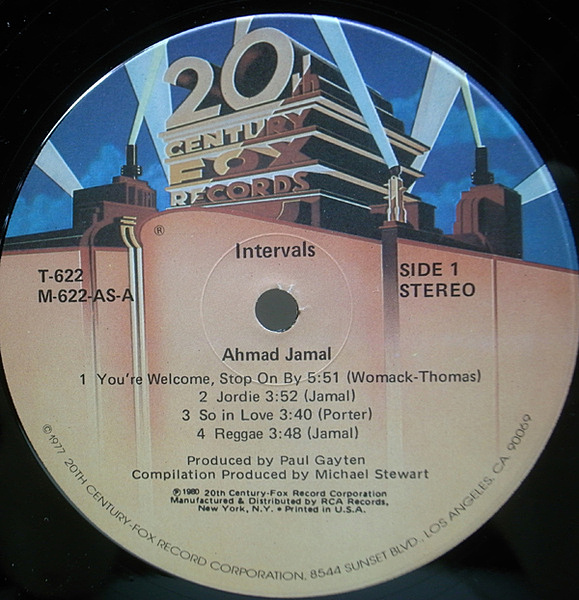 20th
CENTURY
FOX
RECORDS
®
Intervals
T-622
M-622-AS-A
SIDE 1
STEREO
Ahmad Jamal
1 You're Welcome, Stop On By 5:51 (Womack-Thomas)
2 Jordie 3:52 (Jamal)
3 So in Love 3:40 (Porter)
4 Reggae 3:48 (Jamal)
Produced by Paul Gayten
Compilation Produced by Michael Stewart
℗1980 20th Century-Fox Record Corporation
Manufactured & Distributed by RCA Records,
New York, N.Y. • Printed in U.S.A.
©1977 20TH CENTURY-FOX RECORD CORPORATION, 8544 SUNSET BLVD., LOS ANGELES, CA 90069